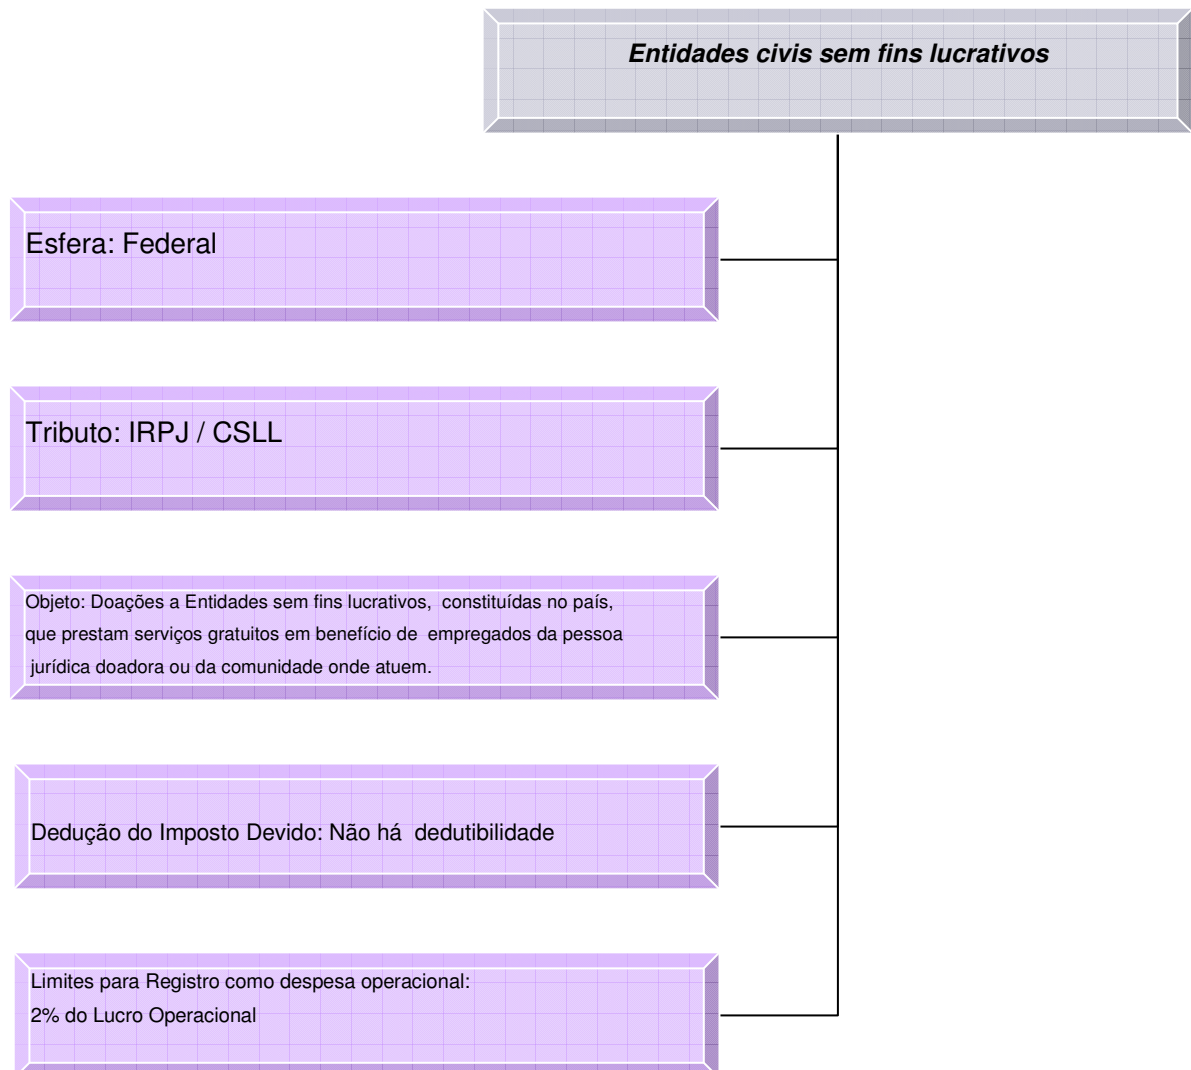 Entidades civis sem fins lucrativos
Esfera: Federal
Tributo: IRPJ / CSLL
Objeto: Doações a Entidades sem fins lucrativos, constituídas no país,
que prestam serviços gratuitos em benefício de empregados da pessoa
jurídica doadora ou da comunidade onde atuem.
Dedução do Imposto Devido: Não há dedutibilidade
Limites para Registro como despesa operacional:
2% do Lucro Operacional